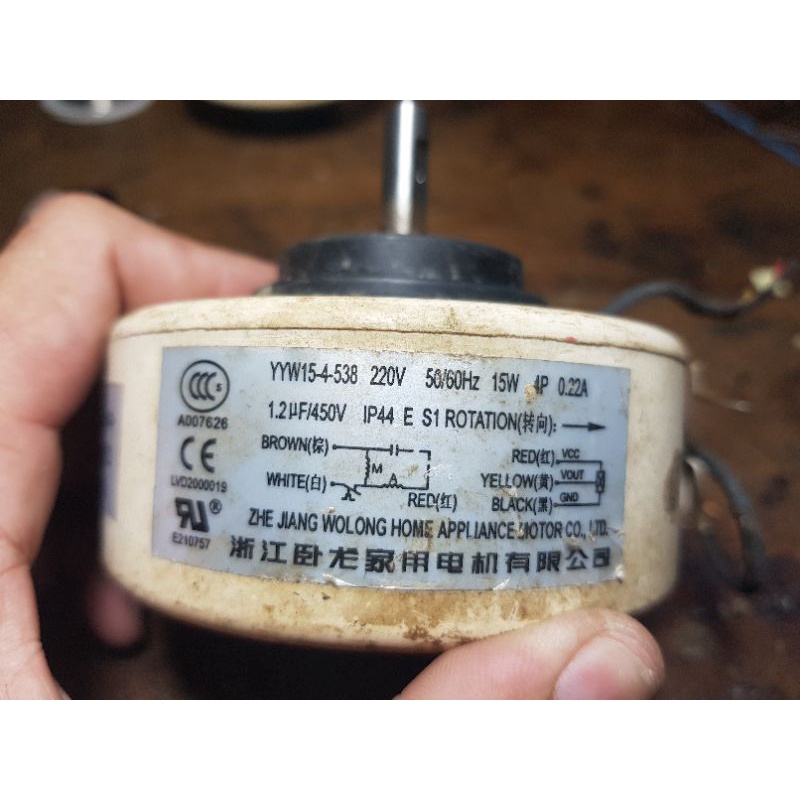 CCC S
A007626
CE
LVD2000019
RU®
E210757
YYW15-4-538 220V 50/60Hz 15W 4P 0.22A
1.2μF/450V IP44 E S1 ROTATION(转向):
BROWN(棕)
WHITE(白)
M
A
RED(红)
RED(红) VCC
YELLOW(黄) VOUT
BLACK(黑) GND
ZHE JIANG WOLONG HOME APPLIANCE MOTOR CO., LTD.
浙江卧龙家用电机有限公司